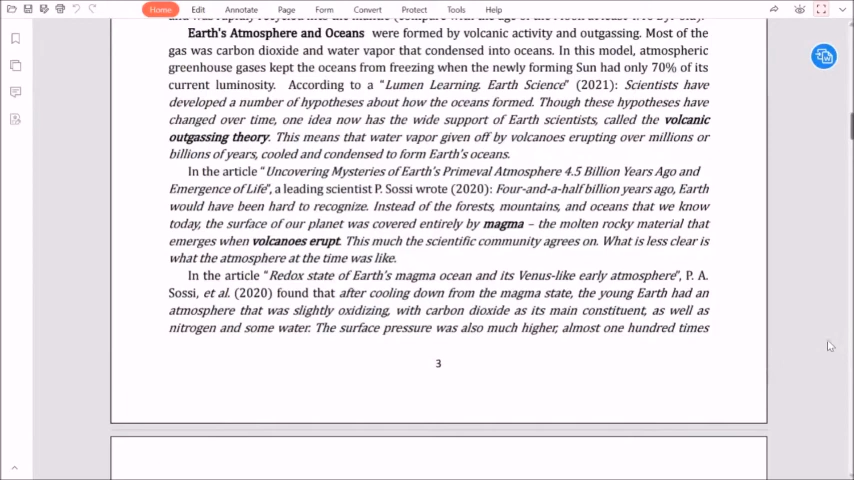 Home Edit Annotate Page Form Convert Protect Tools Help
Earth's Atmosphere and Oceans were formed by volcanic activity and outgassing. Most of the
gas was carbon dioxide and water vapor that condensed into oceans. In this model, atmospheric
greenhouse gases kept the oceans from freezing when the newly forming Sun had only 70% of its
current luminosity. According to a "Lumen Learning. Earth Science" (2021): Scientists have
developed a number of hypotheses about how the oceans formed. Though these hypotheses have
changed over time, one idea now has the wide support of Earth scientists, called the volcanic
outgassing theory. This means that water vapor given off by volcanoes erupting over millions or
billions of years, cooled and condensed to form Earth's oceans.
In the article "Uncovering Mysteries of Earth's Primeval Atmosphere 4.5 Billion Years Ago and
Emergence of Life", a leading scientist P. Sossi wrote (2020): Four-and-a-half billion years ago, Earth
would have been hard to recognize. Instead of the forests, mountains, and oceans that we know
today, the surface of our planet was covered entirely by magma – the molten rocky material that
emerges when volcanoes erupt. This much the scientific community agrees on. What is less clear is
what the atmosphere at the time was like.
In the article "Redox state of Earth's magma ocean and its Venus-like early atmosphere", P. A.
Sossi, et al. (2020) found that after cooling down from the magma state, the young Earth had an
atmosphere that was slightly oxidizing, with carbon dioxide as its main constituent, as well as
nitrogen and some water. The surface pressure was also much higher, almost one hundred times
3